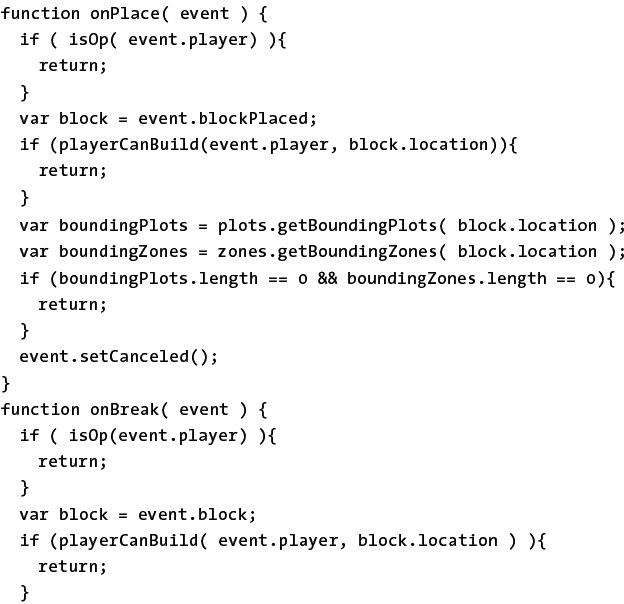 function onPlace( event ) {
  if ( isOp( event.player) ){
    return;
  }
  var block = event.blockPlaced;
  if (playerCanBuild(event.player, block.location)){
    return;
  }
  var boundingPlots = plots.getBoundingPlots( block.location );
  var boundingZones = zones.getBoundingZones( block.location );
  if (boundingPlots.length == 0 && boundingZones.length == 0){
    return;
  }
  event.setCanceled();
}
function onBreak( event ) {
  if ( isOp(event.player) ){
    return;
  }
  var block = event.block;
  if (playerCanBuild( event.player, block.location ) ){
    return;
  }